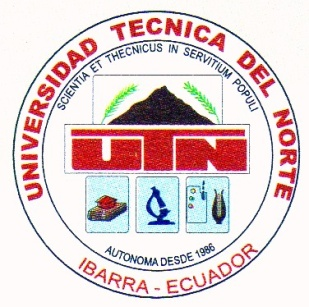 UNIVERSIDAD TECNICA DEL NORTE
SCIENTIA ET THECNICUS IN SERVITIUM POPULI
UTN
AUTONOMA DESDE 1986
IBARRA - ECUADOR